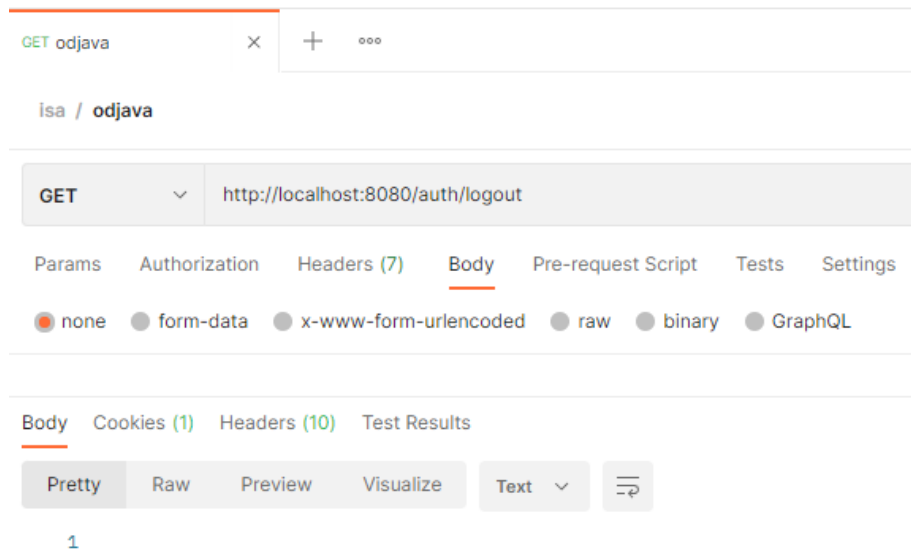 GET odjava
isa / odjava
GET http://localhost:8080/auth/logout
Params Authorization Headers (7) Body Pre-request Script Tests Settings
none form-data x-www-form-urlencoded raw binary GraphQL
Body Cookies (1) Headers (10) Test Results
Pretty Raw Preview Visualize Text
1